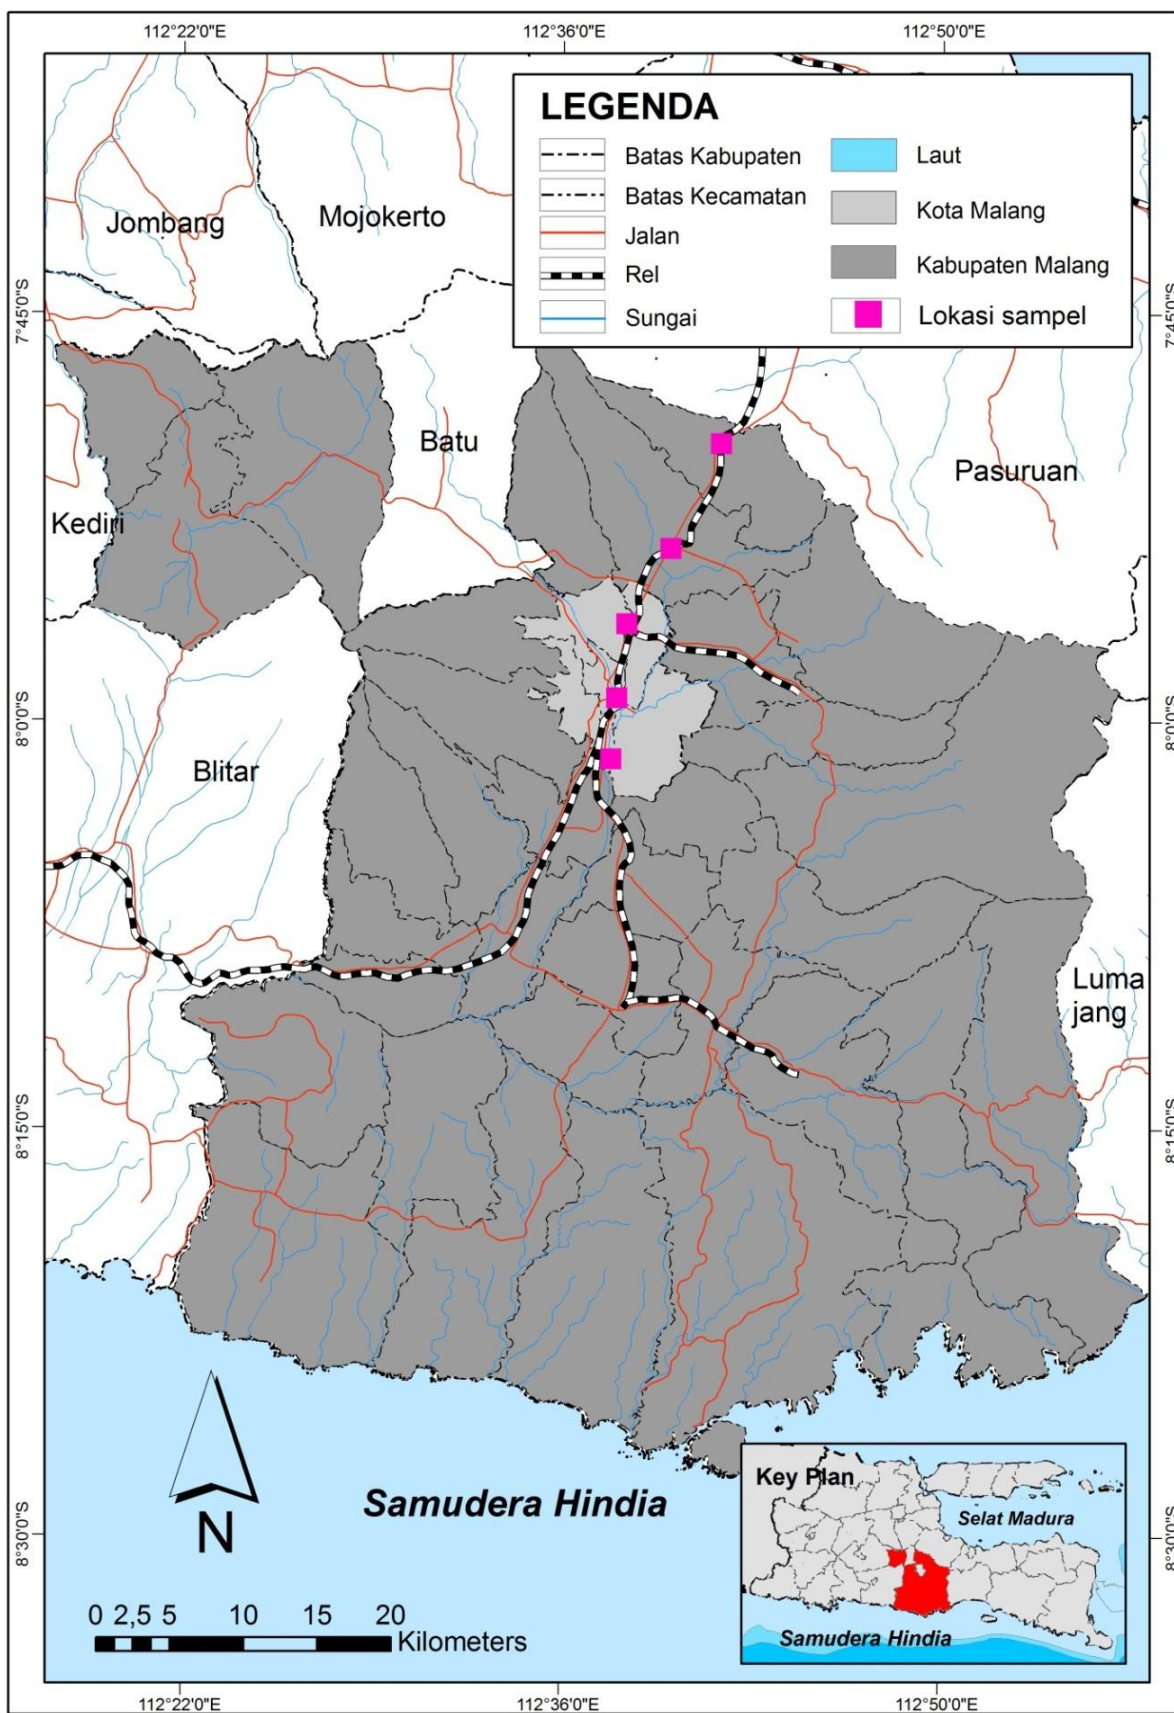 112°22'0"E
112°36'0"E
112°50'0"E
LEGENDA
Batas Kabupaten
Batas Kecamatan
Jalan
Rel
Sungai
Laut
Kota Malang
Kabupaten Malang
Lokasi sampel
Jombang
Mojokerto
7°45'0"S
7°45'0"S
Batu
Pasuruan
Kediri
8°0'0"S
8°0'0"S
Blitar
Luma
jang
8°15'0"S
8°15'0"S
N
Samudera Hindia
Key Plan
Selat Madura
Samudera Hindia
8°30'0"S
8°30'0"S
0 2,5 5 10 15 20
Kilometers
112°22'0"E
112°36'0"E
112°50'0"E